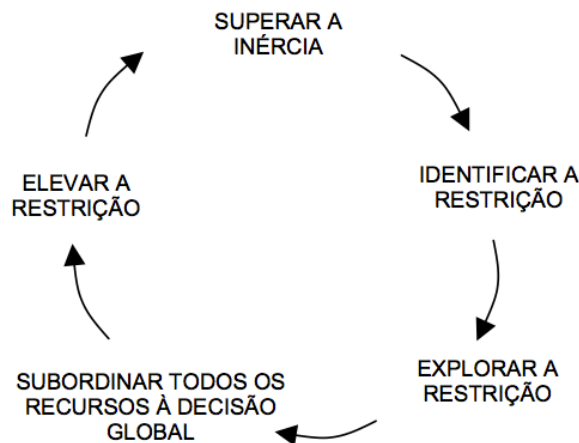 SUPERAR A
INÉRCIA
IDENTIFICAR A
RESTRIÇÃO
EXPLORAR A
RESTRIÇÃO
SUBORDINAR TODOS OS
RECURSOS À DECISÃO
GLOBAL
ELEVAR A
RESTRIÇÃO